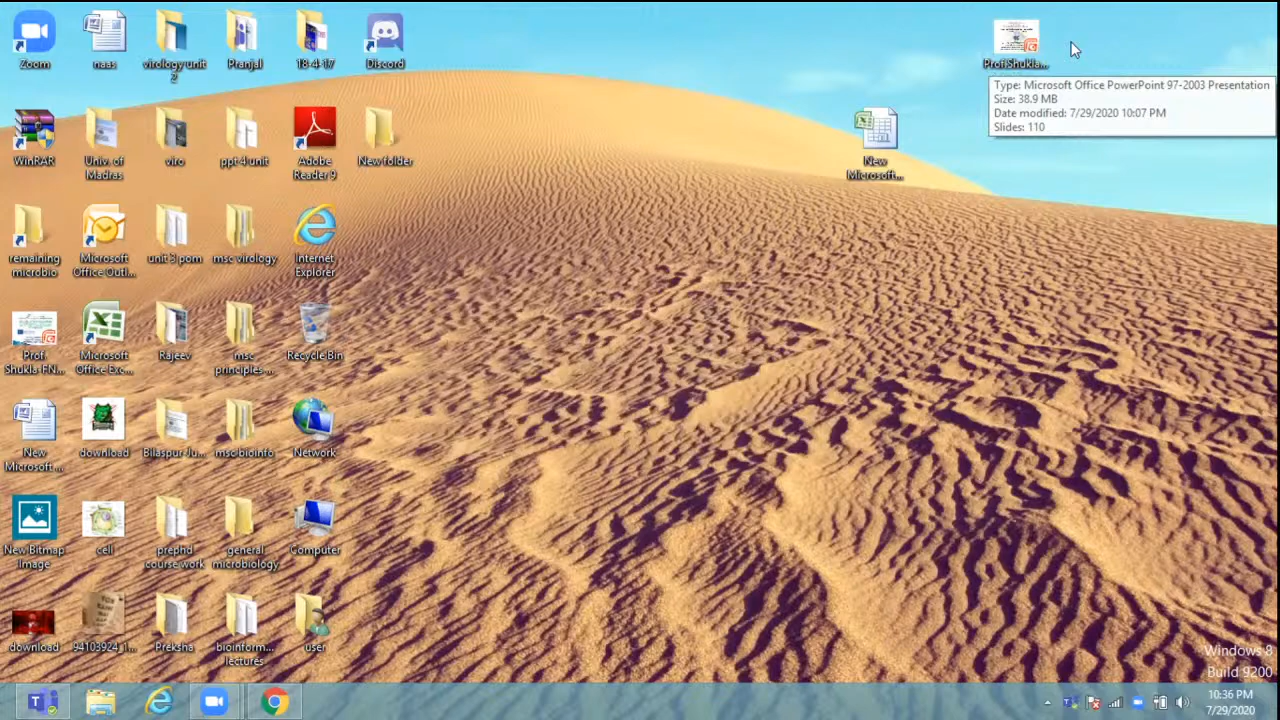 Zoom
naas
virology unit
2
Pranjal
18-4-17
Discord
Prof Shukla...
Type: Microsoft Office PowerPoint 97-2003 Presentation
Size: 38.9 MB
Date modified: 7/29/2020 10:07 PM
Slides: 110
WinRAR
Univ. of
Madras
viro
ppt 4 unit
Adobe
Reader 9
New folder
New
Microsoft...
remaining
microbio
Microsoft
Office Outl...
unit 3 pom
msc virology
Internet
Explorer
Prof.
Shukla-FN...
Microsoft
Office Exc...
Rajeev
msc
principles ...
Recycle Bin
New
Microsoft...
download
Bilaspur-Ju...
msc bioinfo
Network
New Bitmap
Image
cell
prephd
course work
general
microbiology
Computer
download
94103924_1...
Preksha
bioinform...
lectures
user
Windows 8
Build 9200
10:36 PM
7/29/2020